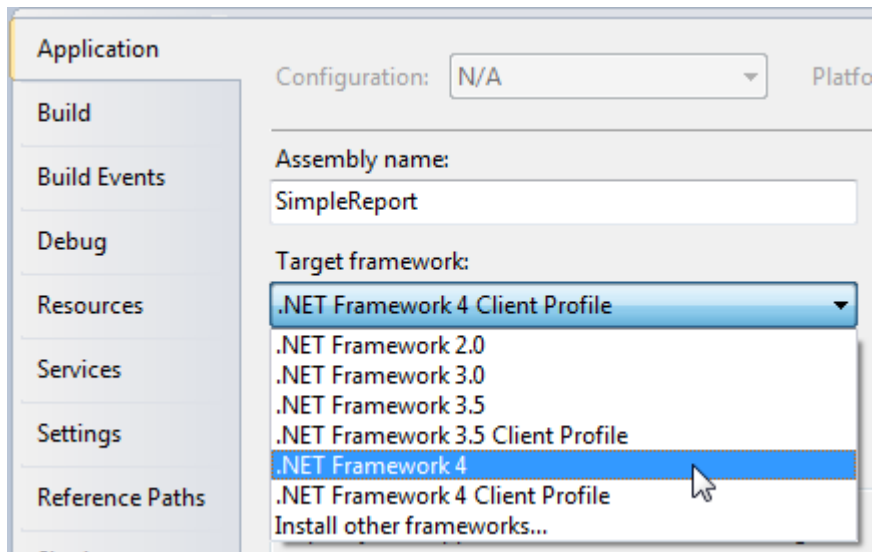 Application
Build
Build Events
Debug
Resources
Services
Settings
Reference Paths
Configuration: N/A Platfo
Assembly name:
SimpleReport
Target framework:
.NET Framework 4 Client Profile
.NET Framework 2.0
.NET Framework 3.0
.NET Framework 3.5
.NET Framework 3.5 Client Profile
.NET Framework 4
.NET Framework 4 Client Profile
Install other frameworks...